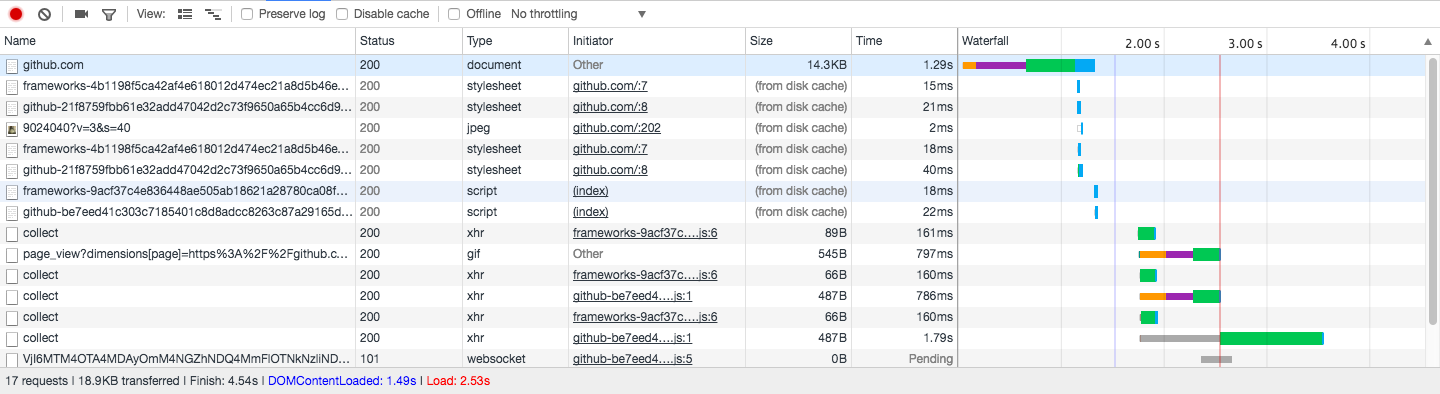 View: Preserve log Disable cache Offline No throttling
Name Status Type Initiator Size Time Waterfall 2.00 s 3.00 s 4.00 s
github.com 200 document Other 14.3KB 1.29s
frameworks-4b1198f5ca42af4e618012d474ec21a8d5b46e... 200 stylesheet github.com/:7 (from disk cache) 15ms
github-21f8759fbb61e32add47042d2c73f9650a65b4cc6d9... 200 stylesheet github.com/:8 (from disk cache) 21ms
9024040?v=3&s=40 200 jpeg github.com/:202 (from disk cache) 2ms
frameworks-4b1198f5ca42af4e618012d474ec21a8d5b46e... 200 stylesheet github.com/:7 (from disk cache) 18ms
github-21f8759fbb61e32add47042d2c73f9650a65b4cc6d9... 200 stylesheet github.com/:8 (from disk cache) 40ms
frameworks-9acf37c4e836448ae505ab18621a28780ca08f... 200 script (index) (from disk cache) 18ms
github-be7eed41c303c7185401c8d8adcc8263c87a29165d... 200 script (index) (from disk cache) 22ms
collect 200 xhr frameworks-9acf37c….js:6 89B 161ms
page_view?dimensions[page]=https%3A%2F%2Fgithub.c... 200 gif Other 545B 797ms
collect 200 xhr frameworks-9acf37c….js:6 66B 160ms
collect 200 xhr github-be7eed4….js:1 487B 786ms
collect 200 xhr frameworks-9acf37c….js:6 66B 160ms
collect 200 xhr github-be7eed4….js:1 487B 1.79s
VjI6MTM4OTA4MDAyOmM4NGZhNDQ4MmFlOTNkNzliND... 101 websocket github-be7eed4….js:5 0B Pending
17 requests | 18.9KB transferred | Finish: 4.54s | DOMContentLoaded: 1.49s | Load: 2.53s